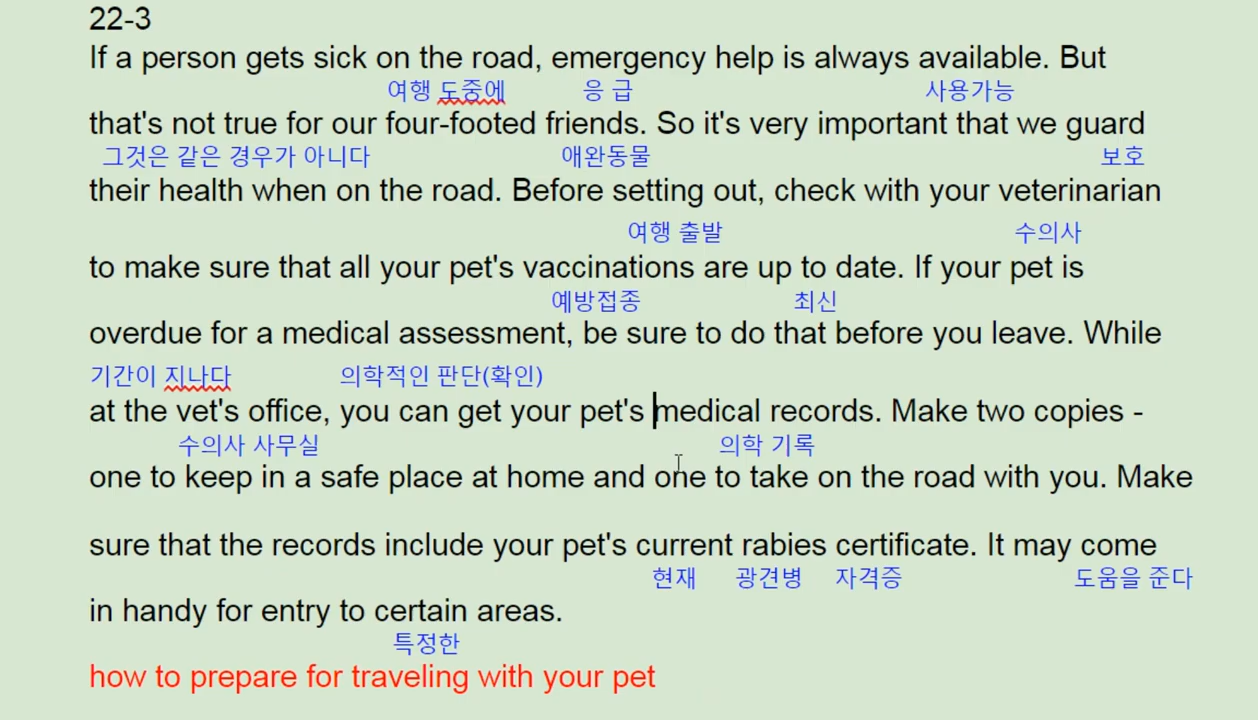 22-3
If a person gets sick on the road, emergency help is always available. But
여행 도중에 응 급 사용가능
that's not true for our four-footed friends. So it's very important that we guard
그것은 같은 경우가 아니다 애완동물 보호
their health when on the road. Before setting out, check with your veterinarian
여행 출발 수의사
to make sure that all your pet's vaccinations are up to date. If your pet is
예방접종 최신
overdue for a medical assessment, be sure to do that before you leave. While
기간이 지나다 의학적인 판단(확인)
at the vet's office, you can get your pet's medical records. Make two copies -
수의사 사무실 의학 기록
one to keep in a safe place at home and one to take on the road with you. Make
sure that the records include your pet's current rabies certificate. It may come
현재 광견병 자격증 도움을 준다
in handy for entry to certain areas.
특정한
how to prepare for traveling with your pet